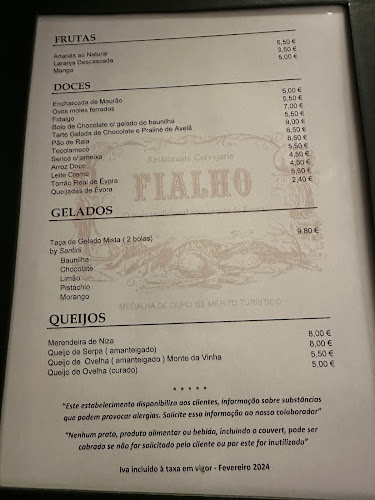 FRUTAS
Ananás ao Natural 5,50 €
Laranja Descascada 3,50 €
Manga 5,00 €
DOCES
Encharcada de Mourão 5,00 €
Ovos moles ferrados 5,50 €
Fidalgo 7,00 €
Bolo de Chocolate c/ gelado de baunilha 5,50 €
Tarte Gelada de Chocolate e Praliné de Avelã 9,00 €
Pão de Rala 6,50 €
Tecolameco 8,50 €
Sericá c/ameixa 5,50 €
Arroz Doce 4,50 €
Leite Creme 4,50 €
Torrão Real de Évora 5,50 €
Queijadas de Évora 2,40 €
Restaurante Cervejaria
FIALHO
GELADOS
Taça de Gelado Mista ( 2 bolas) 9,80 €
by Santini
Baunilha
Chocolate
Limão
Pistáchio
Morango
MEDALHA DE OURO DE MÉRITO TURÍSTICO
QUEIJOS
Merendeira de Niza 8,00 €
Queijo de Serpa ( amanteigado) 8,00 €
Queijo de Ovelha ( amanteigado ) Monte da Vinha 5,50 €
Queijo de Ovelha (curado) 5,00 €
* * * * *
"Este estabelecimento disponibiliza aos clientes, informação sobre substâncias
que podem provocar alergias. Solicite essa informação ao nosso colaborador"
"Nenhum prato, produto alimentar ou bebida, incluindo o couvert, pode ser
cobrado se não for solicitado pelo cliente ou por este for inutilizado"
Iva incluido à taxa em vigor - Fevereiro 2024